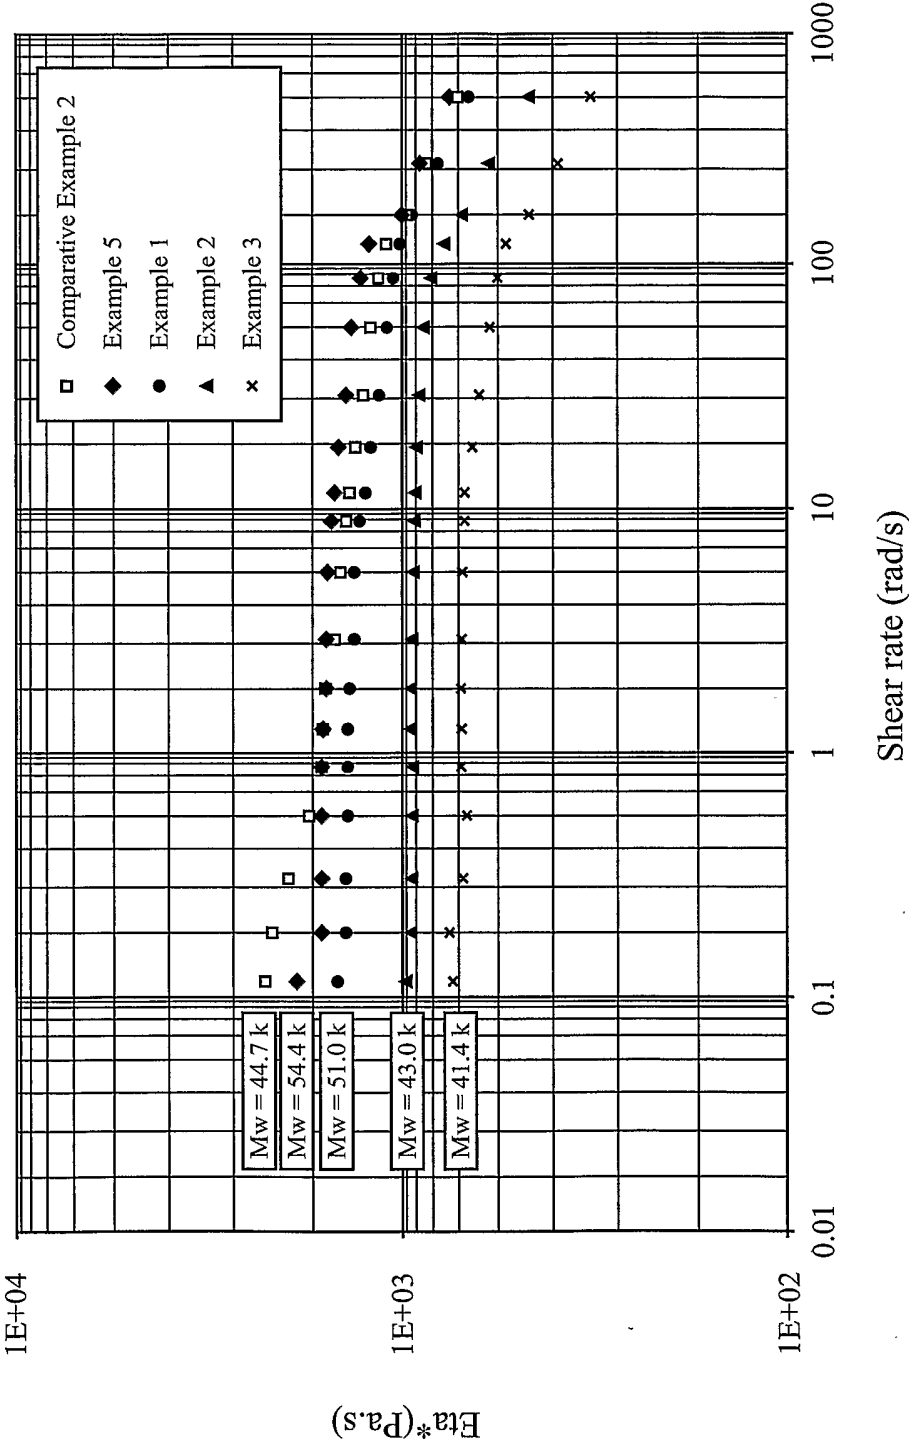 Eta*(Pa.s)
1E+04
1E+03
1E+02
Comparative Example 2
Example 5
Example 1
Example 2
Example 3
Mw = 44.7 k
Mw = 54.4 k
Mw = 51.0 k
Mw = 43.0 k
Mw = 41.4 k
0.01
0.1
1
10
100
1000
Shear rate (rad/s)